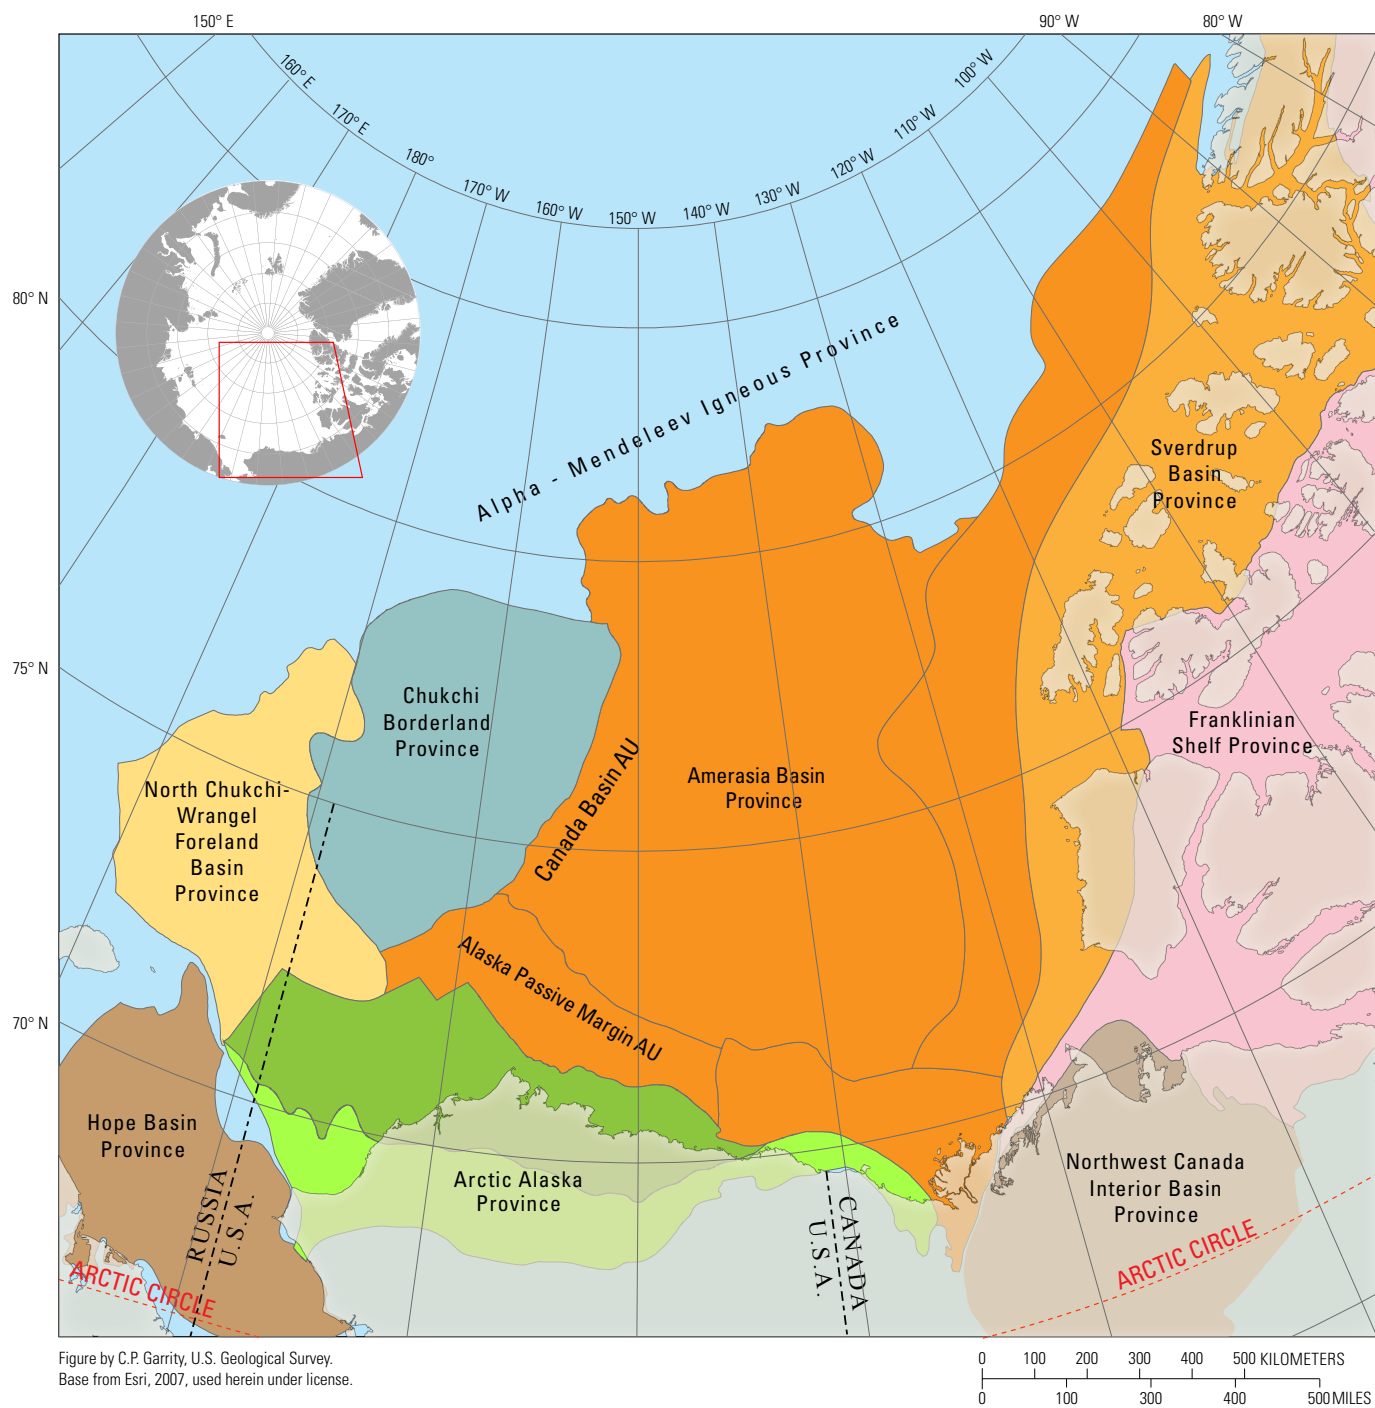 150° E
90° W
80° W
160° E
170° E
180°
170° W
160° W
150° W
140° W
130° W
120° W
110° W
100° W
80° N
75° N
70° N
Alpha - Mendeleev Igneous Province
Sverdrup
Basin
Province
Chukchi
Borderland
Province
Franklinian
Shelf Province
Canada Basin AU
Amerasia Basin
Province
North Chukchi-
Wrangel
Foreland
Basin
Province
Alaska Passive Margin AU
Hope Basin
Province
Arctic Alaska
Province
Northwest Canada
Interior Basin
Province
RUSSIA
U.S.A.
CANADA
U.S.A.
ARCTIC CIRCLE
ARCTIC CIRCLE
Figure by C.P. Garrity, U.S. Geological Survey.
Base from Esri, 2007, used herein under license.
0 100 200 300 400 500 KILOMETERS
0 100 300 400 500 MILES